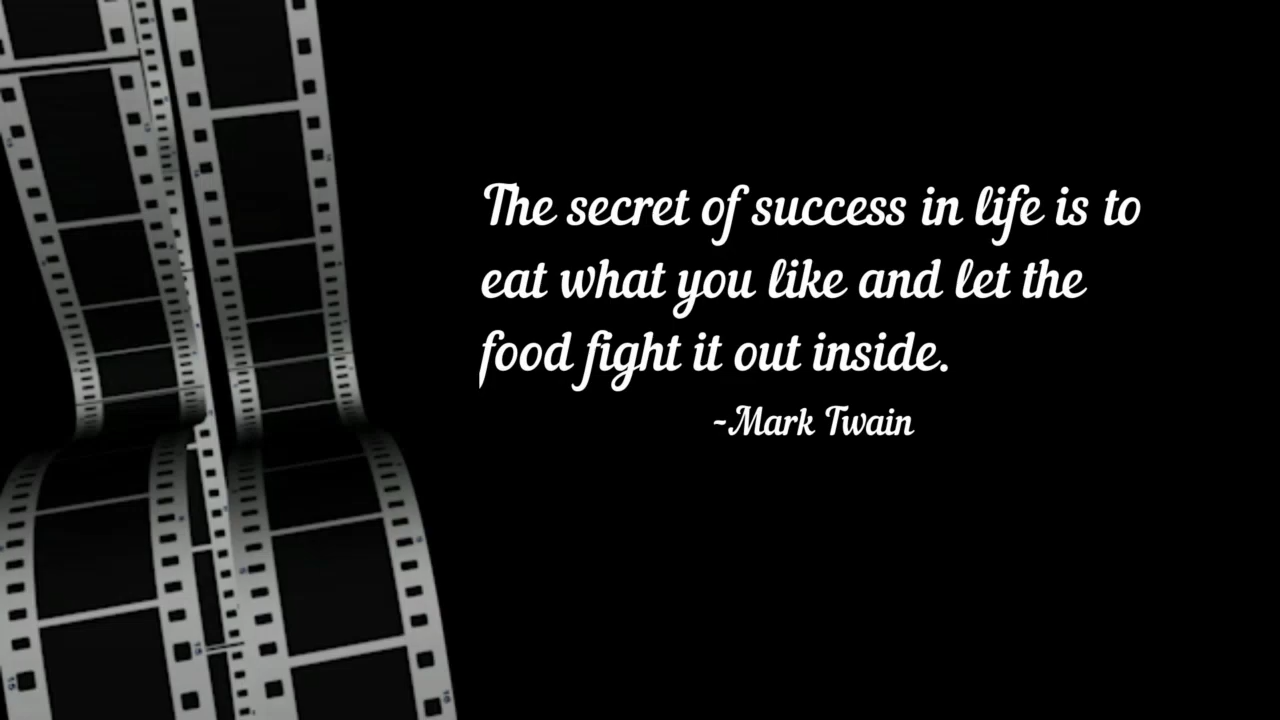 The secret of success in life is to
eat what you like and let the
food fight it out inside.
~Mark Twain